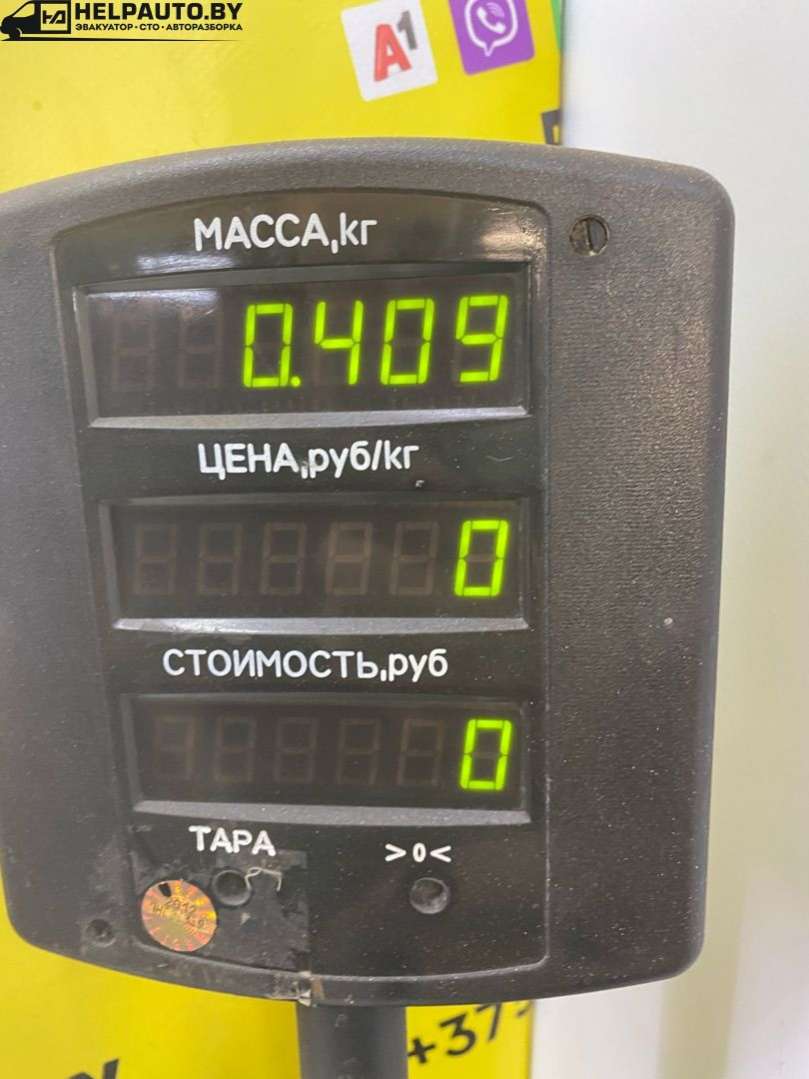 HELPAUTO.BY
ЭВАКУАТОР • СТО • АВТОРАЗБОРКА
A1
МАССА,кг
0.409
ЦЕНА,руб/кг
0
СТОИМОСТЬ,руб
0
ТАРА
>0<
+375